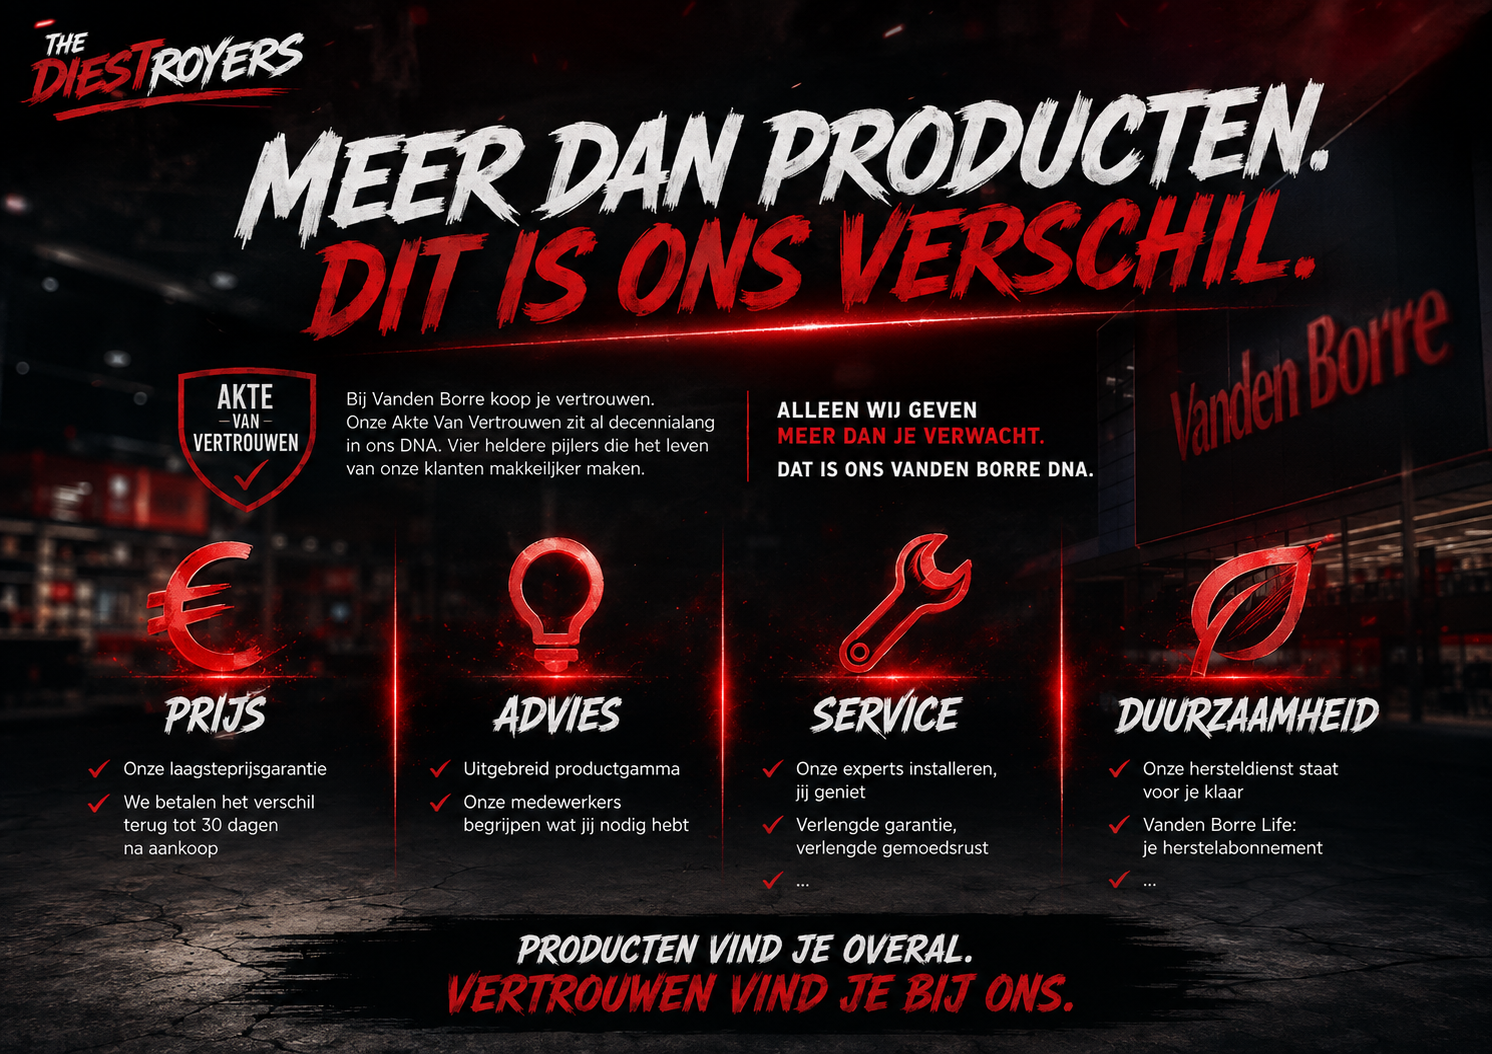 THE
DIESTROYERS
MEER DAN PRODUCTEN.
DIT IS ONS VERSCHIL.
Vanden Borre
AKTE
VAN
VERTROUWEN
Bij Vanden Borre koop je vertrouwen.
Onze Akte Van Vertrouwen zit al decennialang
in ons DNA. Vier heldere pijlers die het leven
van onze klanten makkeiljker maken.
ALLEEN WIJ GEVEN
MEER DAN JE VERWACHT.
DAT IS ONS VANDEN BORRE DNA.
PRIJS
Onze laagsteprijsgarantie
We betalen het verschil
terug tot 30 dagen
na aankoop
ADVIES
Uitgebreid productgamma
Onze medewerkers
begrijpen wat jij nodig hebt
SERVICE
Onze experts installeren,
jij geniet
Verlengde garantie,
verlengde gemoedsrust
...
DUURZAAMHEID
Onze hersteldienst staat
voor je klaar
Vanden Borre Life:
je herstelabonnement
...
PRODUCTEN VIND JE OVERAL.
VERTROUWEN VIND JE BIJ ONS.